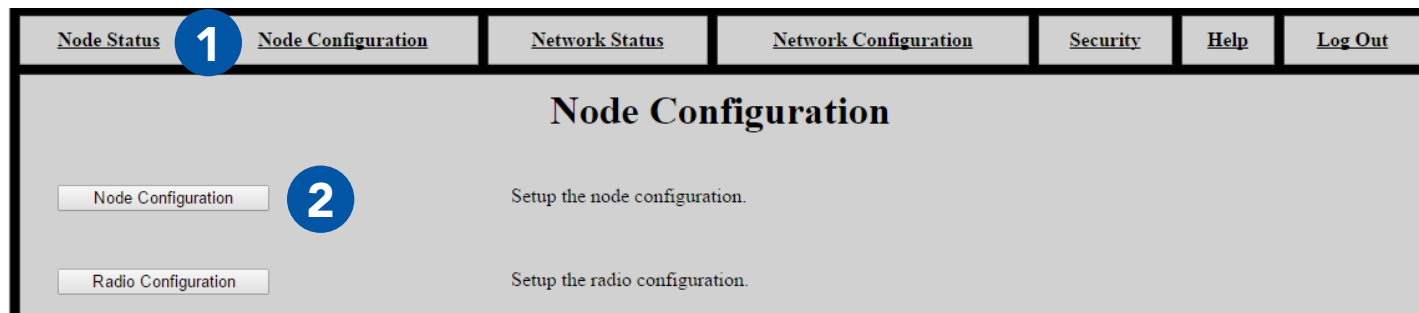 Node Status 1 Node Configuration Network Status Network Configuration Security Help Log Out
Node Configuration
Node Configuration 2 Setup the node configuration.
Radio Configuration Setup the radio configuration.